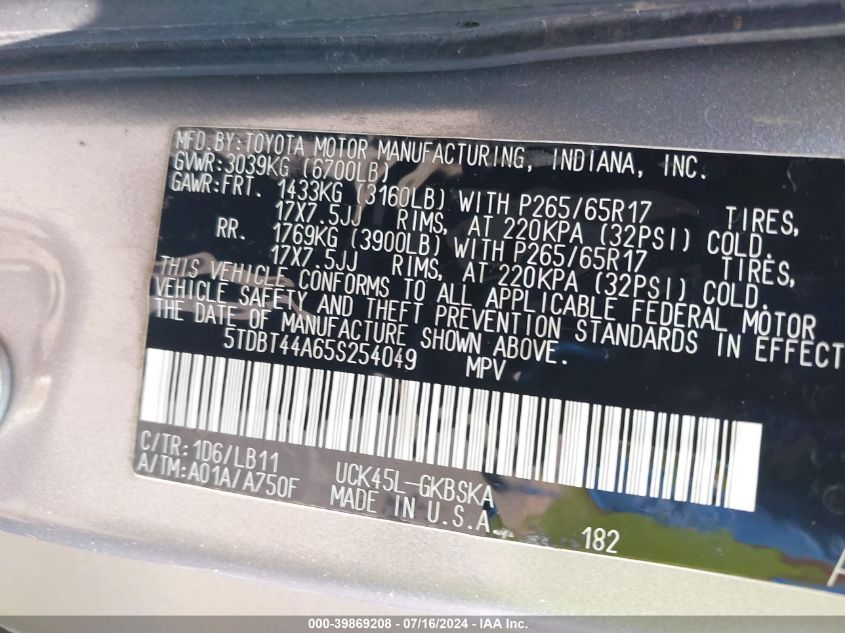 MFD.BY:TOYOTA MOTOR MANUFACTURING, INDIANA, INC.
GVWR:3039KG (6700LB)
GAWR:FRT. 1433KG (3160LB) WITH P265/65R17 TIRES,
17X7.5JJ RIMS, AT 220KPA (32PSI) COLD.
RR. 1769KG (3900LB) WITH P265/65R17 TIRES,
17X7.5JJ RIMS, AT 220KPA (32PSI) COLD.
THIS VEHICLE CONFORMS TO ALL APPLICABLE FEDERAL MOTOR
VEHICLE SAFETY AND THEFT PREVENTION STANDARDS IN EFFECT
THE DATE OF MANUFACTURE SHOWN ABOVE.
5TDBT44A65S254049 MPV
C/TR:1D6/LB11
A/TM:A01A/A750F
UCK45L-GKBSKA
MADE IN U.S.A.
182
000-39869208 - 07/16/2024 - IAA Inc.